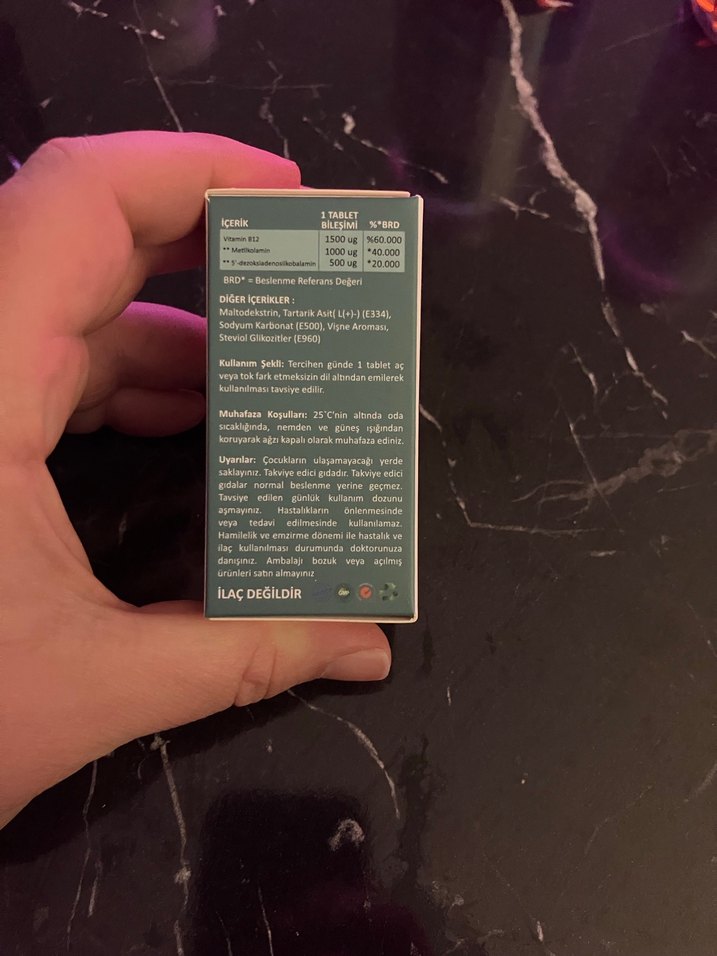 İÇERİK 1 TABLET BİLEŞİMİ %*BRD
Vitamin B12 1500 ug %60.000
** Metilkolamin 1000 ug *40.000
** 5'-dezoksiadenosilkobalamin 500 ug *20.000
BRD* = Beslenme Referans Değeri
DİĞER İÇERİKLER :
Maltodekstrin, Tartarik Asit( L(+)-) (E334),
Sodyum Karbonat (E500), Vişne Aroması,
Steviol Glikozitler (E960)
Kullanım Şekli: Tercihen günde 1 tablet aç
veya tok fark etmeksizin dil altından emilerek
kullanılması tavsiye edilir.
Muhafaza Koşulları: 25`C'nin altında oda
sıcaklığında, nemden ve güneş ışığından
koruyarak ağzı kapalı olarak muhafaza ediniz.
Uyarılar: Çocukların ulaşamayacağı yerde
saklayınız. Takviye edici gıdadır. Takviye edici
gıdalar normal beslenme yerine geçmez.
Tavsiye edilen günlük kullanım dozunu
aşmayınız. Hastalıkların önlenmesinde
veya tedavi edilmesinde kullanılamaz.
Hamilelik ve emzirme dönemi ile hastalık ve
ilaç kullanılması durumunda doktorunuza
danışınız. Ambalajı bozuk veya açılmış
ürünleri satın almayınız
İLAÇ DEĞİLDİR GMP